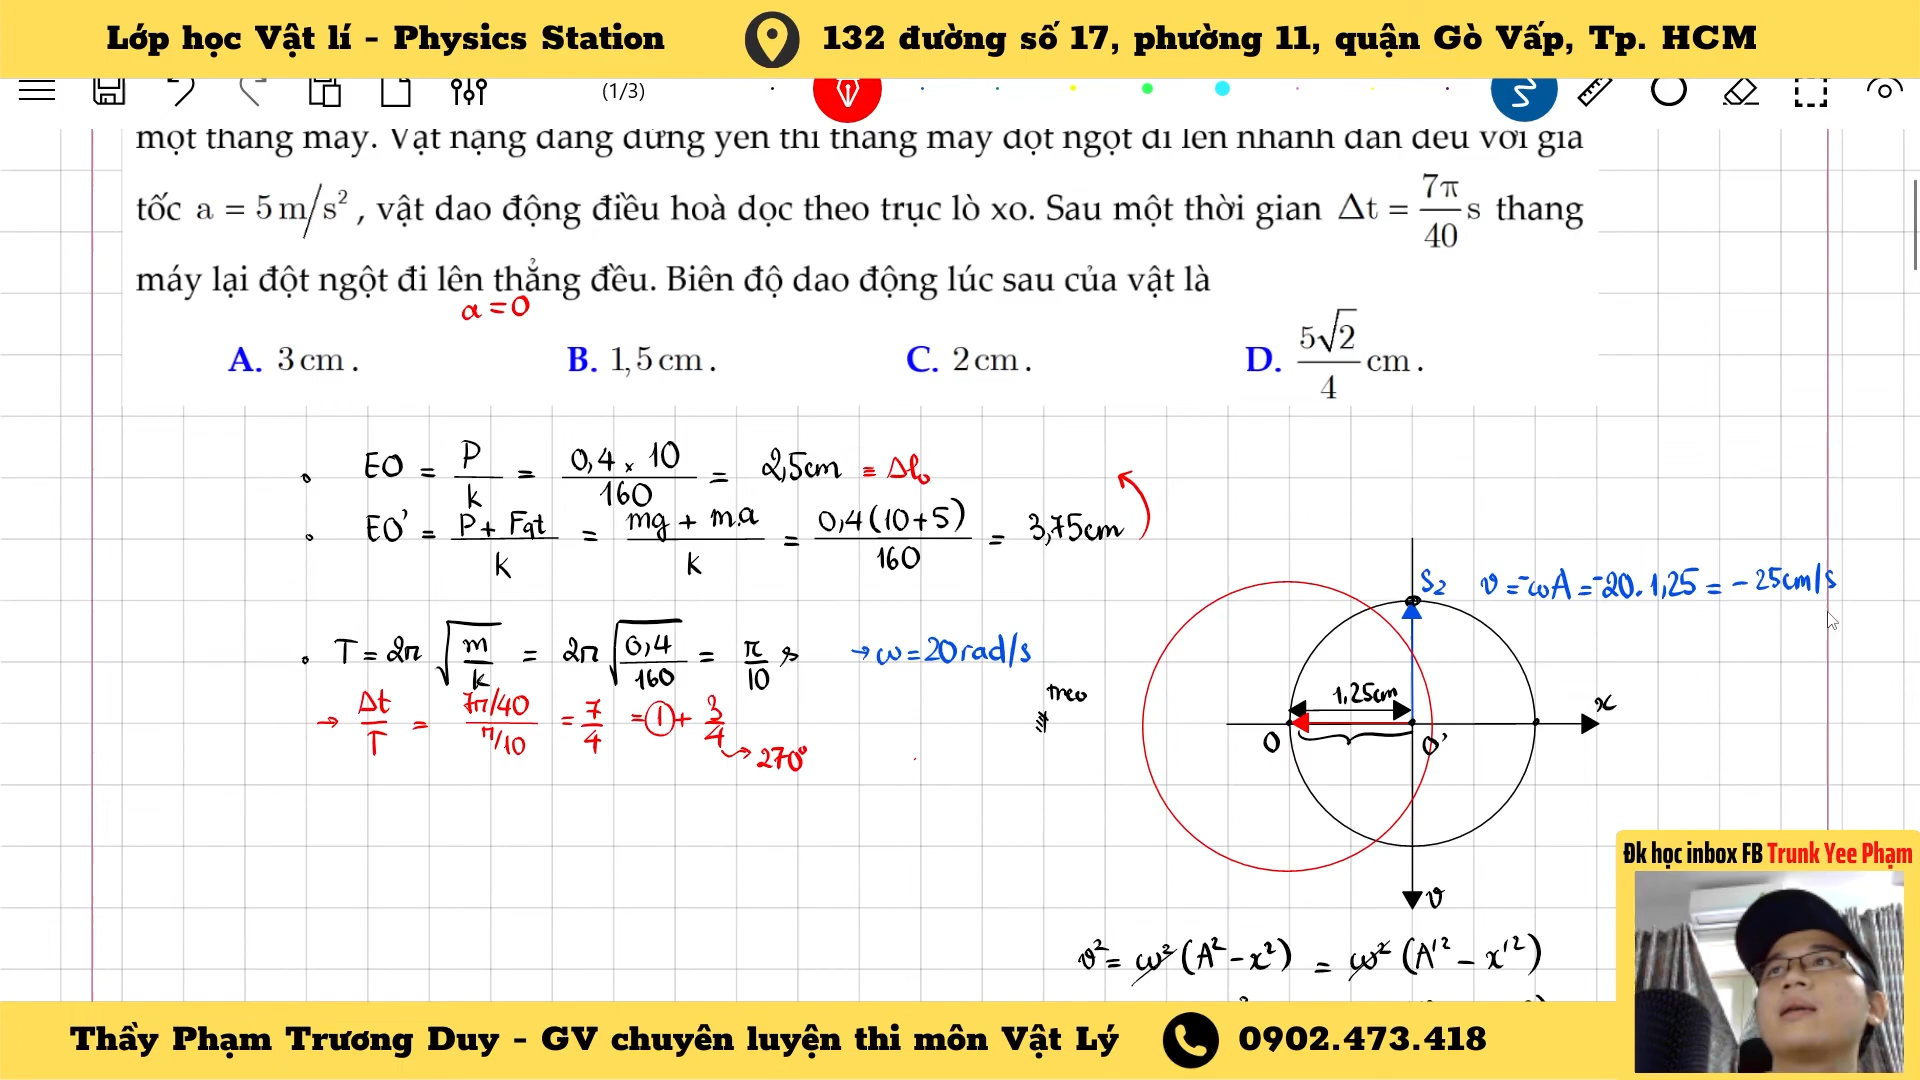 Lớp học Vật lí - Physics Station
132 đường số 17, phường 11, quận Gò Vấp, Tp. HCM
(1/3)
một thang máy. Vật nặng đang đứng yên thì thang máy đột ngột đi lên nhanh dần đều với gia
tốc a = 5 m/s², vật dao động điều hoà dọc theo trục lò xo. Sau một thời gian Δt = 7π/40 s thang
máy lại đột ngột đi lên thẳng đều. Biên độ dao động lúc sau của vật là
a = 0
A. 3 cm. B. 1,5 cm. C. 2 cm. D. 5√2/4 cm.
• EO = P/k = 0,4 × 10/160 = 2,5cm ≡ Δl₀
• EO' = P + Fqt/k = mg + m.a/k = 0,4(10+5)/160 = 3,75cm
S₂ v = -ωA = -20. 1,25 = -25cm/s
• T = 2π √(m/k) = 2π √(0,4/160) = π/10 s → ω = 20 rad/s
→ Δt/T = 7π/40/π/10 = 7/4 = 1 + 3/4 → 270°
treo
1,25cm
x
O O'
v
v² = ω² (A² - x²) = ω² (A'² - x'²)
Đk học inbox FB Trunk Yee Phạm
Thầy Phạm Trương Duy - GV chuyên luyện thi môn Vật Lý
0902.473.418